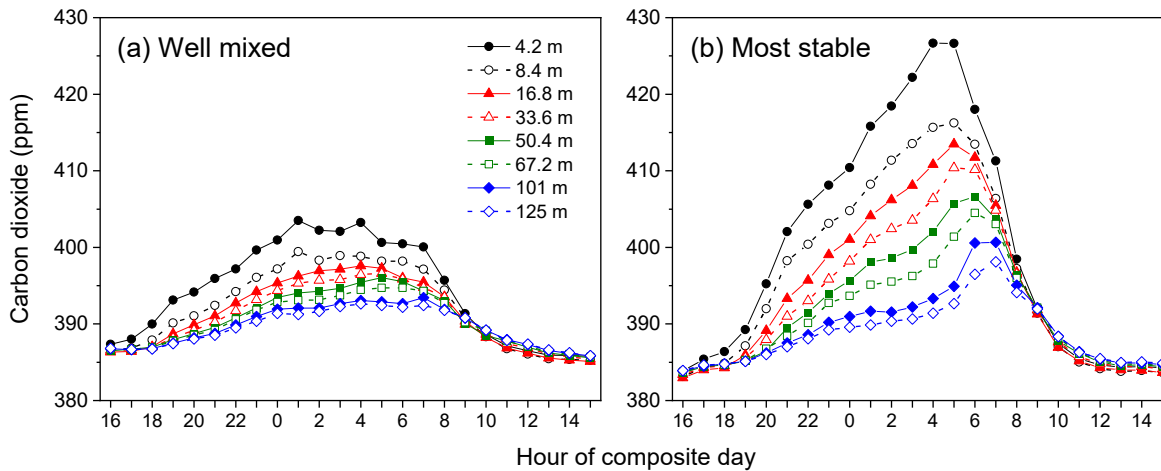 Carbon dioxide (ppm)
430
420
410
400
390
380
(a) Well mixed
4.2 m
8.4 m
16.8 m
33.6 m
50.4 m
67.2 m
101 m
125 m
16 18 20 22 0 2 4 6 8 10 12 14
430
420
410
400
390
380
(b) Most stable
16 18 20 22 0 2 4 6 8 10 12 14
Hour of composite day